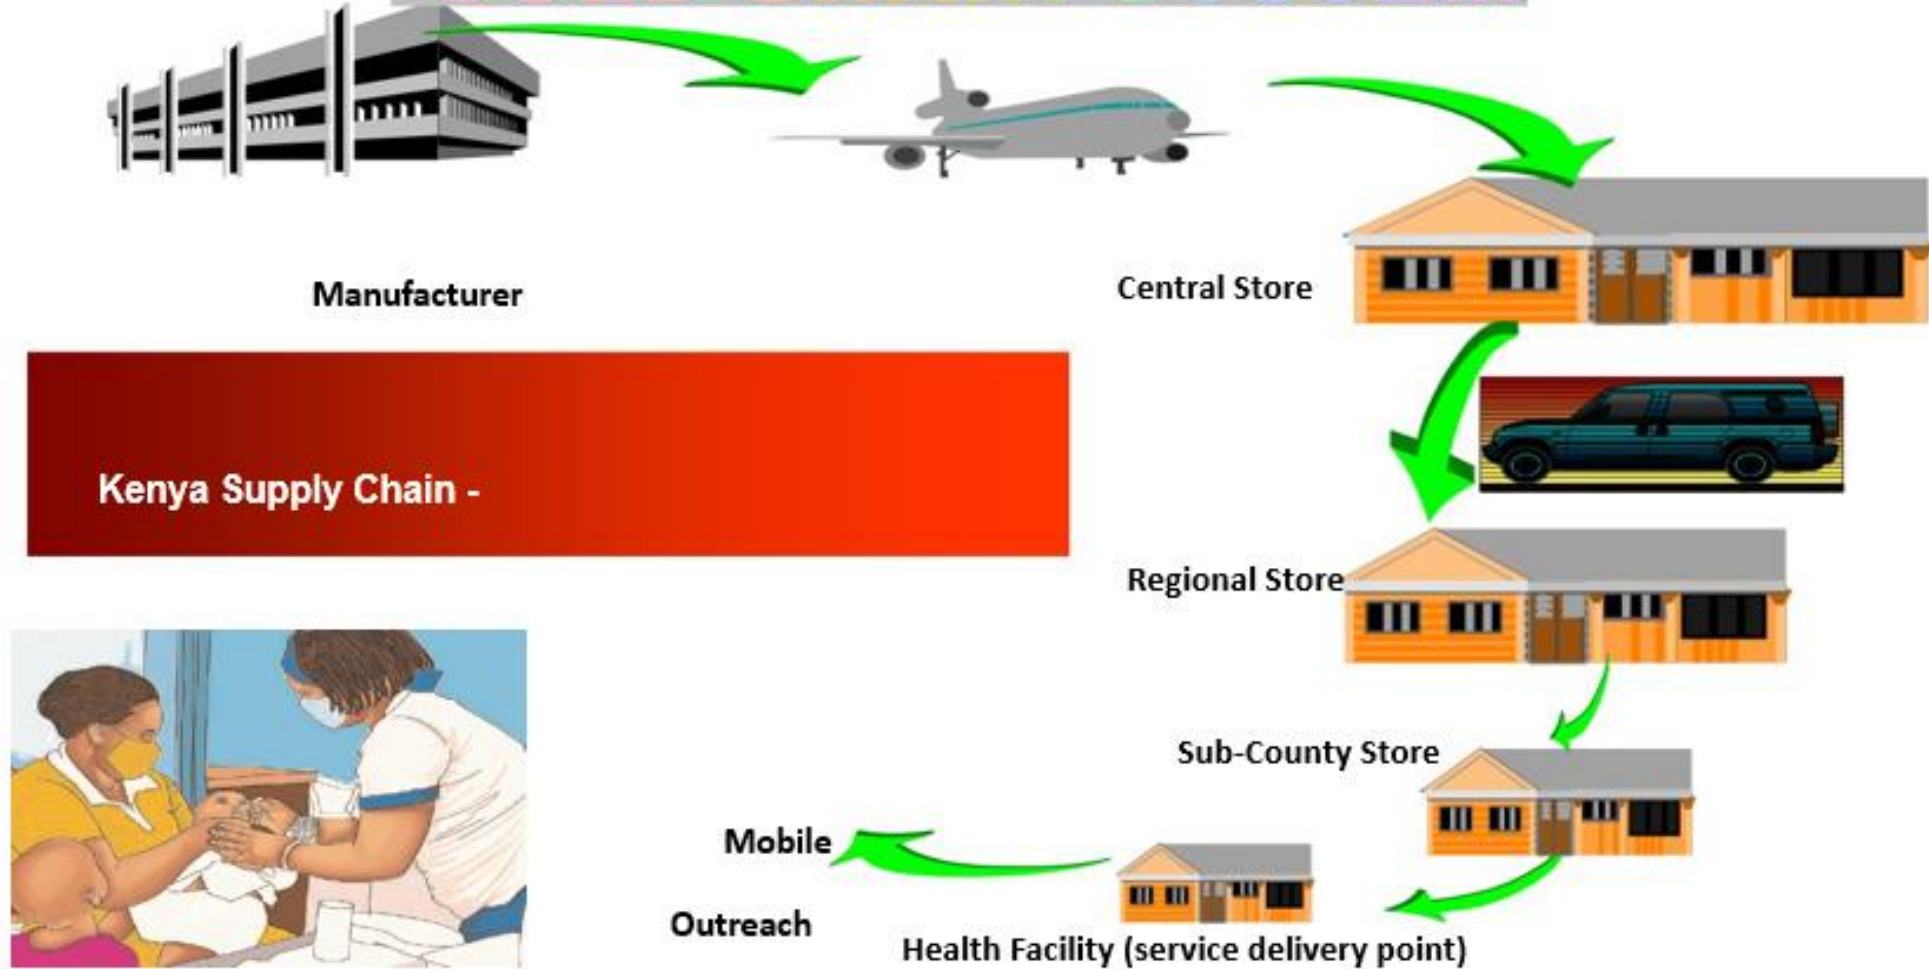 Manufacturer
Central Store
Kenya Supply Chain -
Regional Store
Sub-County Store
Mobile
Outreach
Health Facility (service delivery point)